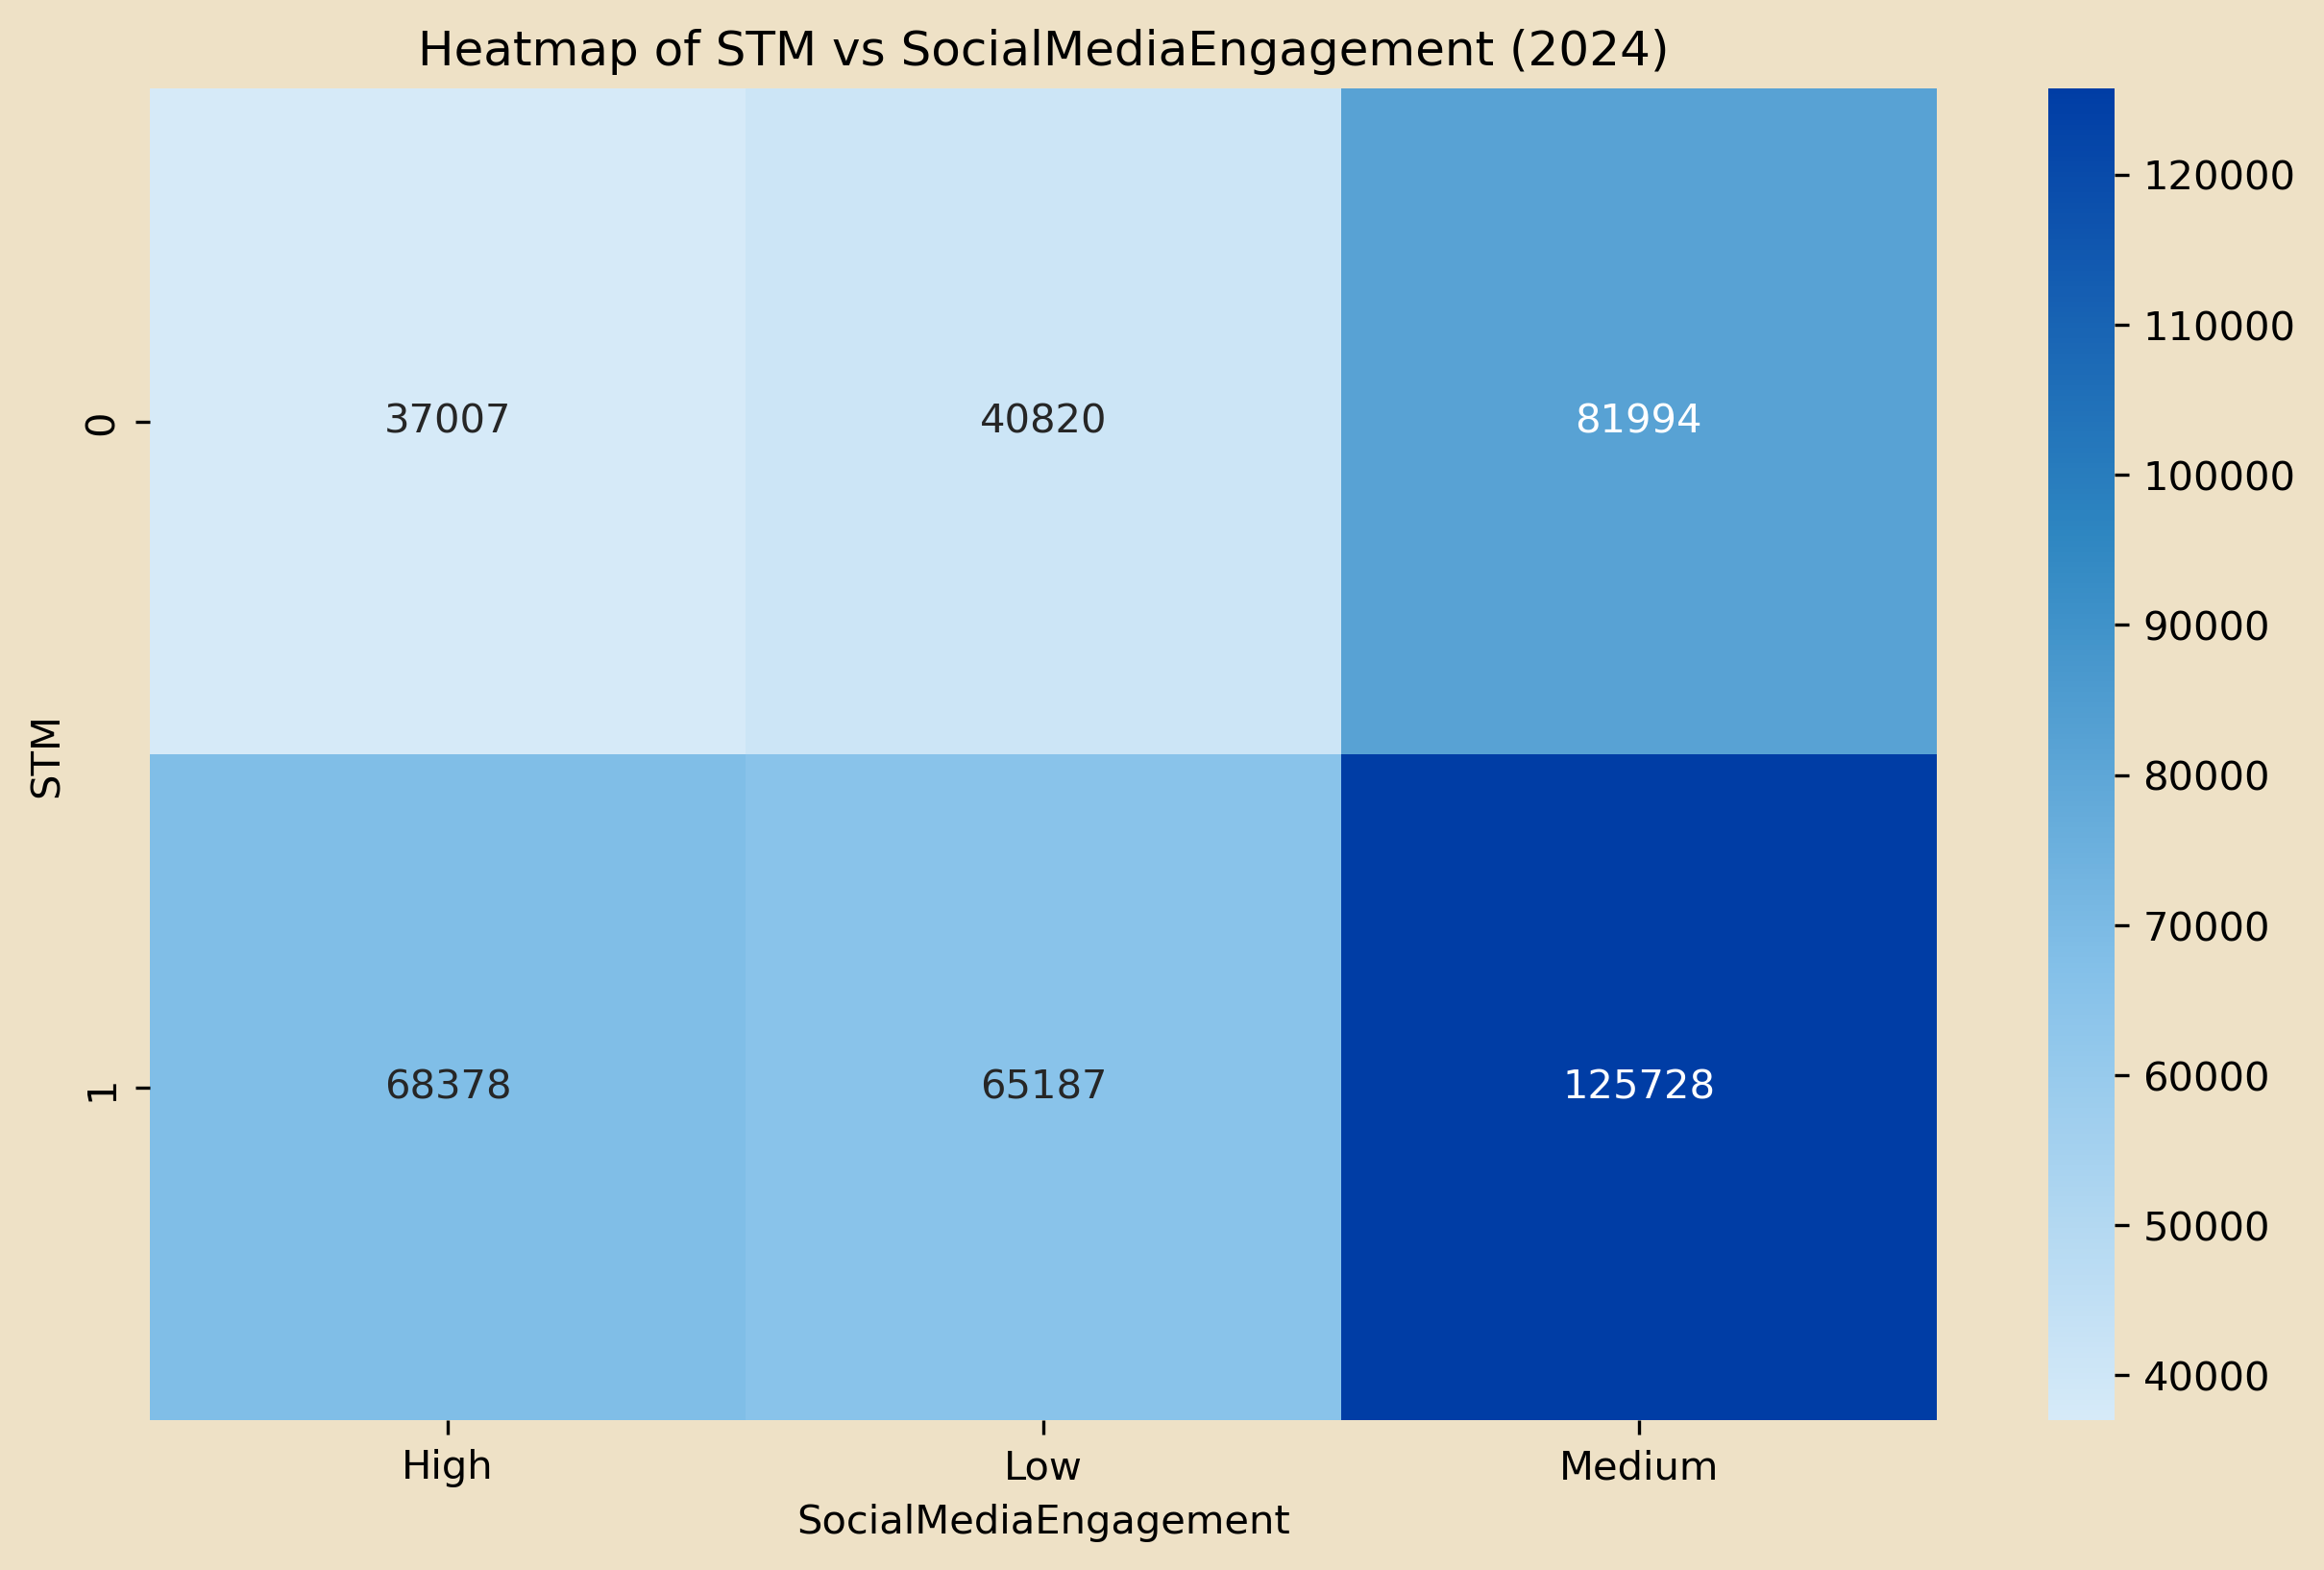 Heatmap of STM vs SocialMediaEngagement (2024)
120000
110000
100000
90000
80000
70000
60000
50000
40000
STM
0
37007
40820
81994
1
68378
65187
125728
High
Low
Medium
SocialMediaEngagement